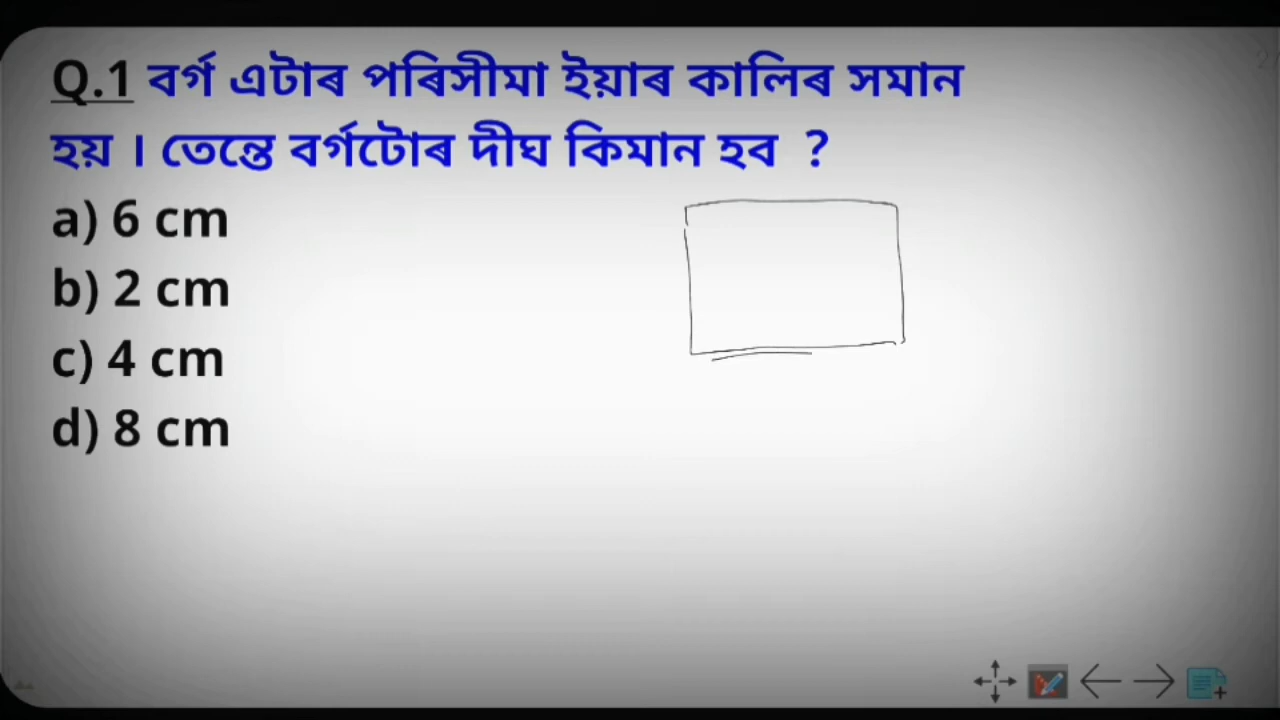 Q.1 বৰ্গ এটাৰ পৰিসীমা ইয়াৰ কালিৰ সমান
হয় । তেন্তে বৰ্গটোৰ দীঘ কিমান হব ?
a) 6 cm
b) 2 cm
c) 4 cm
d) 8 cm